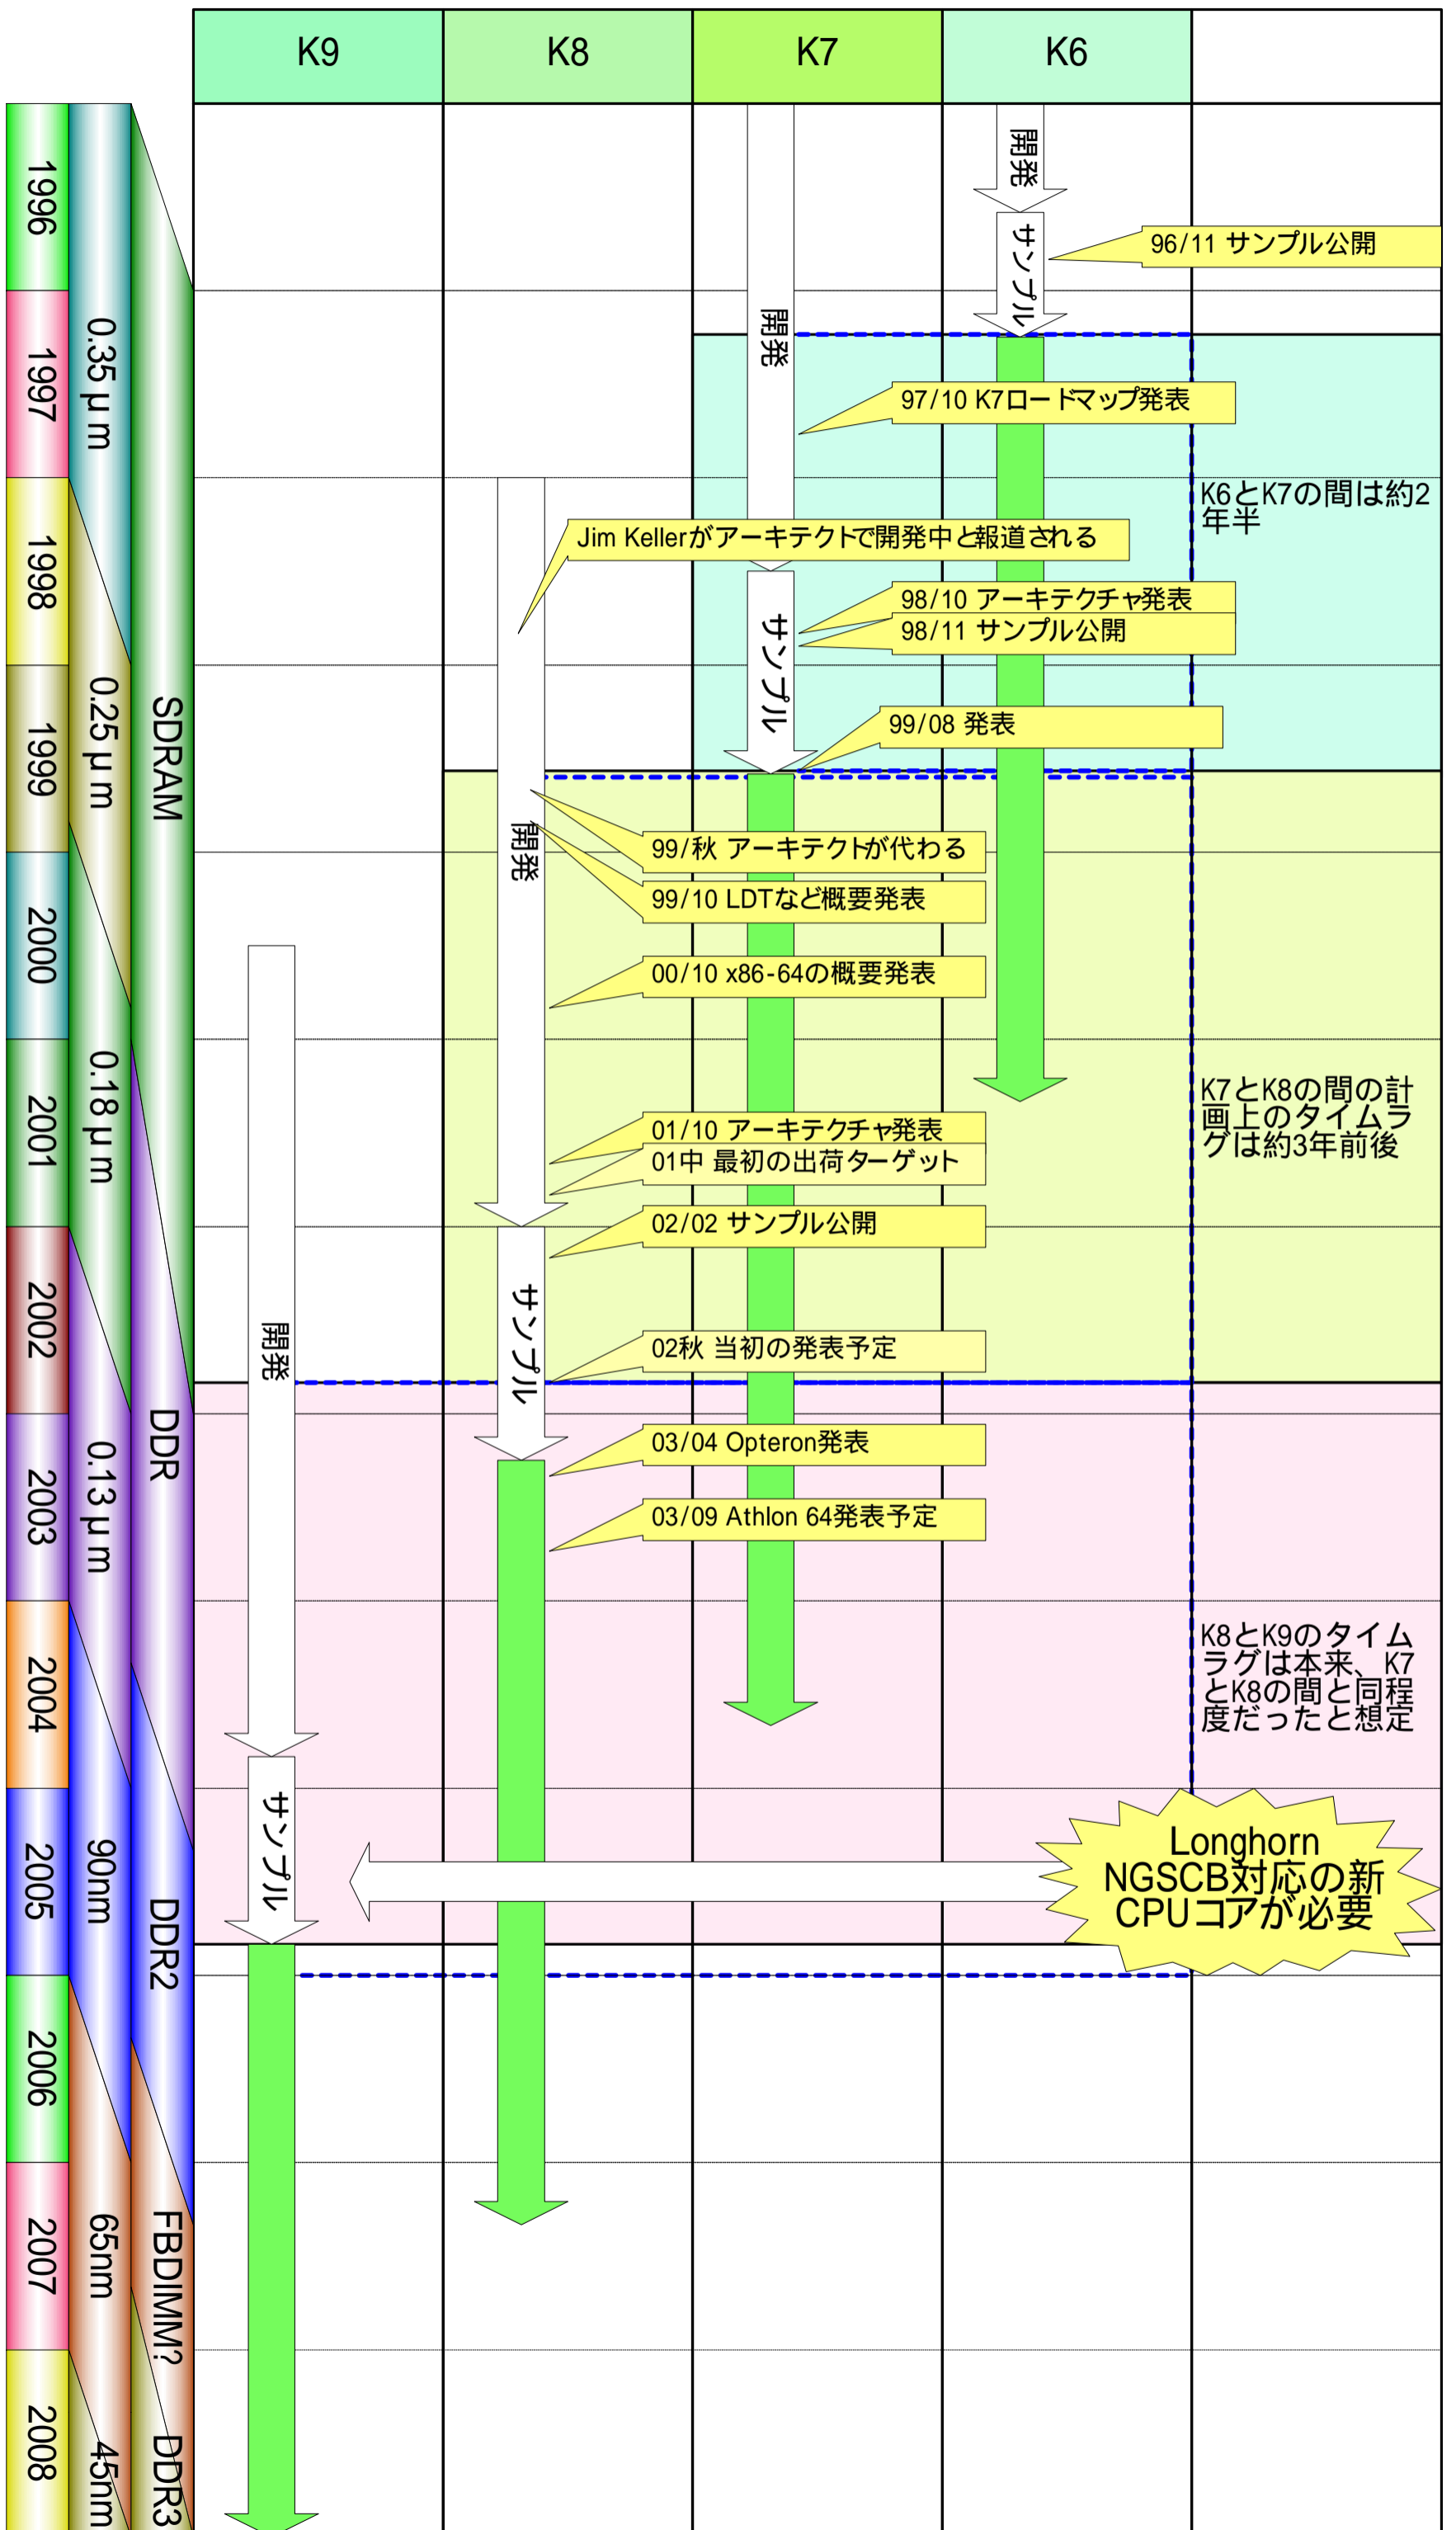 K9
K8
K7
K6
1996
1997
1998
1999
2000
2001
2002
2003
2004
2005
2006
2007
2008
0.35μm
0.25μm
0.18μm
0.13μm
90nm
65nm
45nm
SDRAM
DDR
DDR2
FBDIMM?
DDR3
開発
サンプル
96/11 サンプル公開
開発
97/10 K7ロードマップ発表
K6とK7の間は約2
年半
Jim Kellerがアーキテクトで開発中と報道される
98/10 アーキテクチャ発表
98/11 サンプル公開
サンプル
99/08 発表
開発
99/秋 アーキテクトが代わる
99/10 LDTなど概要発表
00/10 x86-64の概要発表
01/10 アーキテクチャ発表
01中 最初の出荷ターゲット
K7とK8の間の計
画上のタイムラ
グは約3年前後
02/02 サンプル公開
サンプル
02秋 当初の発表予定
開発
03/04 Opteron発表
03/09 Athlon 64発表予定
K8とK9のタイム
ラグは本来、K7
とK8の間と同程
度だったと想定
サンプル
Longhorn
NGSCB対応の新
CPUコアが必要